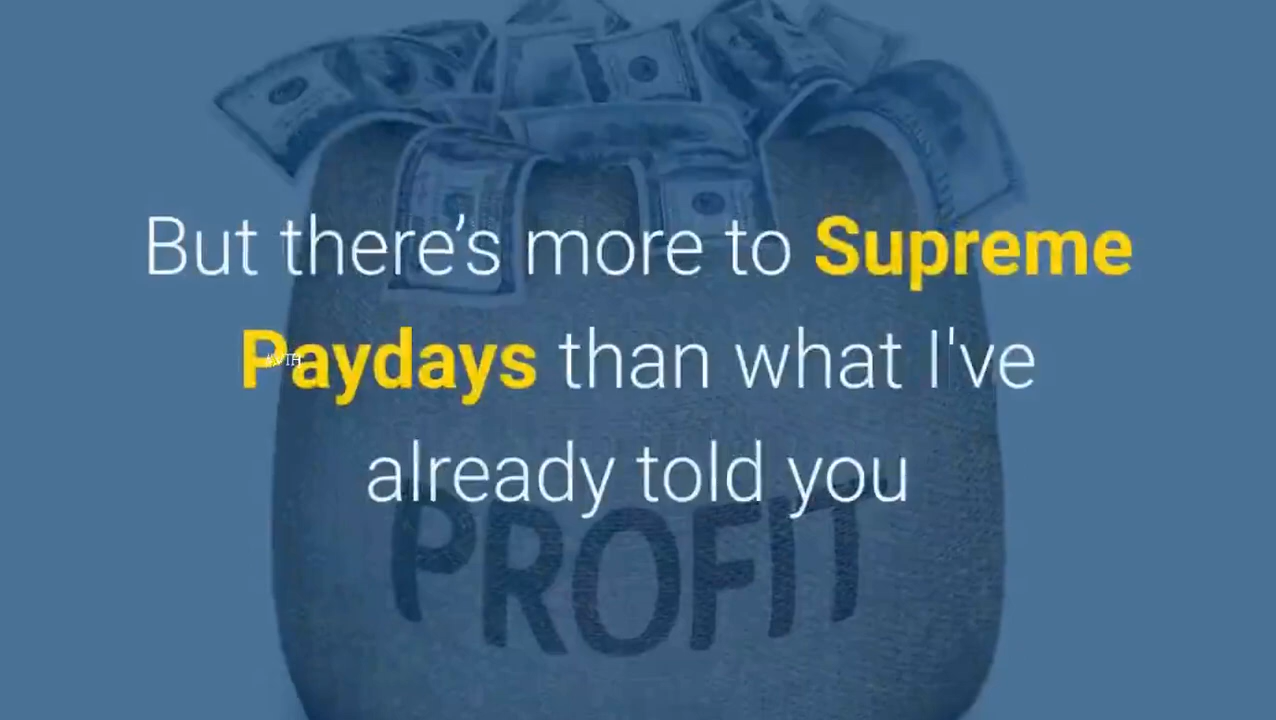 But there’s more to Supreme
Paydays than what I've
already told you
PROFIT